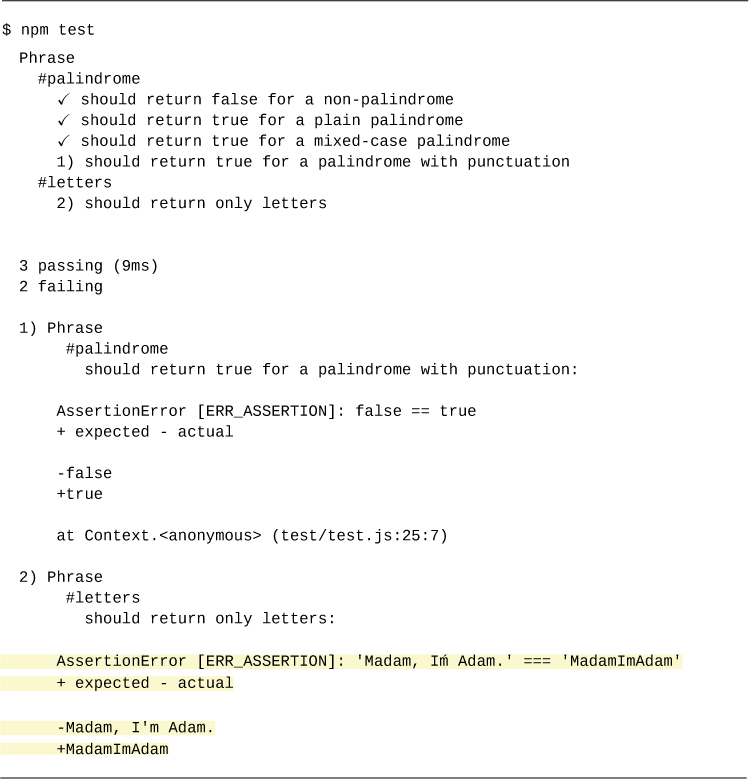 $ npm test
Phrase
#palindrome
✓ should return false for a non-palindrome
✓ should return true for a plain palindrome
✓ should return true for a mixed-case palindrome
1) should return true for a palindrome with punctuation
#letters
2) should return only letters
3 passing (9ms)
2 failing
1) Phrase
#palindrome
should return true for a palindrome with punctuation:
AssertionError [ERR_ASSERTION]: false == true
+ expected - actual
-false
+true
at Context.<anonymous> (test/test.js:25:7)
2) Phrase
#letters
should return only letters:
AssertionError [ERR_ASSERTION]: 'Madam, Iḿ Adam.' === 'MadamImAdam'
+ expected - actual
-Madam, I'm Adam.
+MadamImAdam